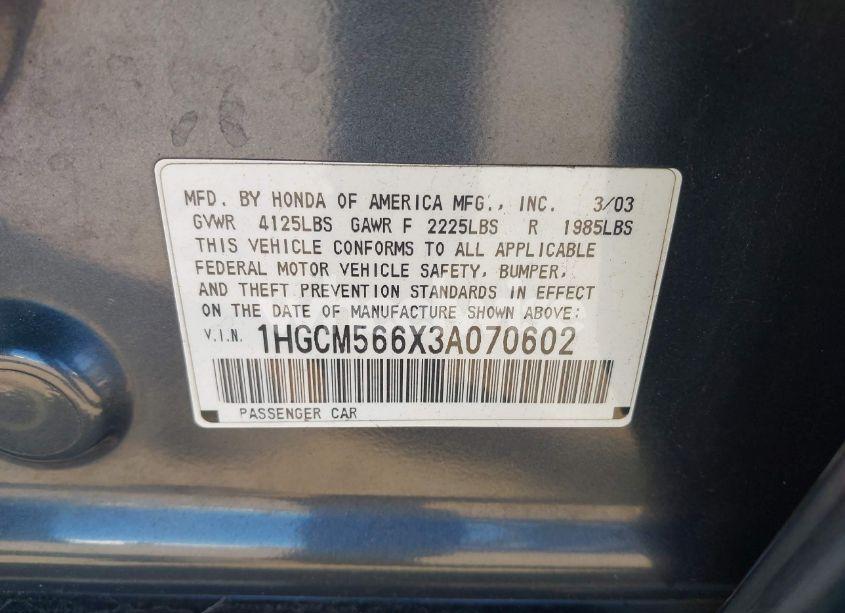 MFD. BY HONDA OF AMERICA MFG., INC. 3/03
GVWR 4125LBS GAWR F 2225LBS R 1985LBS
THIS VEHICLE CONFORMS TO ALL APPLICABLE
FEDERAL MOTOR VEHICLE SAFETY, BUMPER,
AND THEFT PREVENTION STANDARDS IN EFFECT
ON THE DATE OF MANUFACTURE SHOWN ABOVE:
V.I.N. 1HGCM566X3A070602
PASSENGER CAR